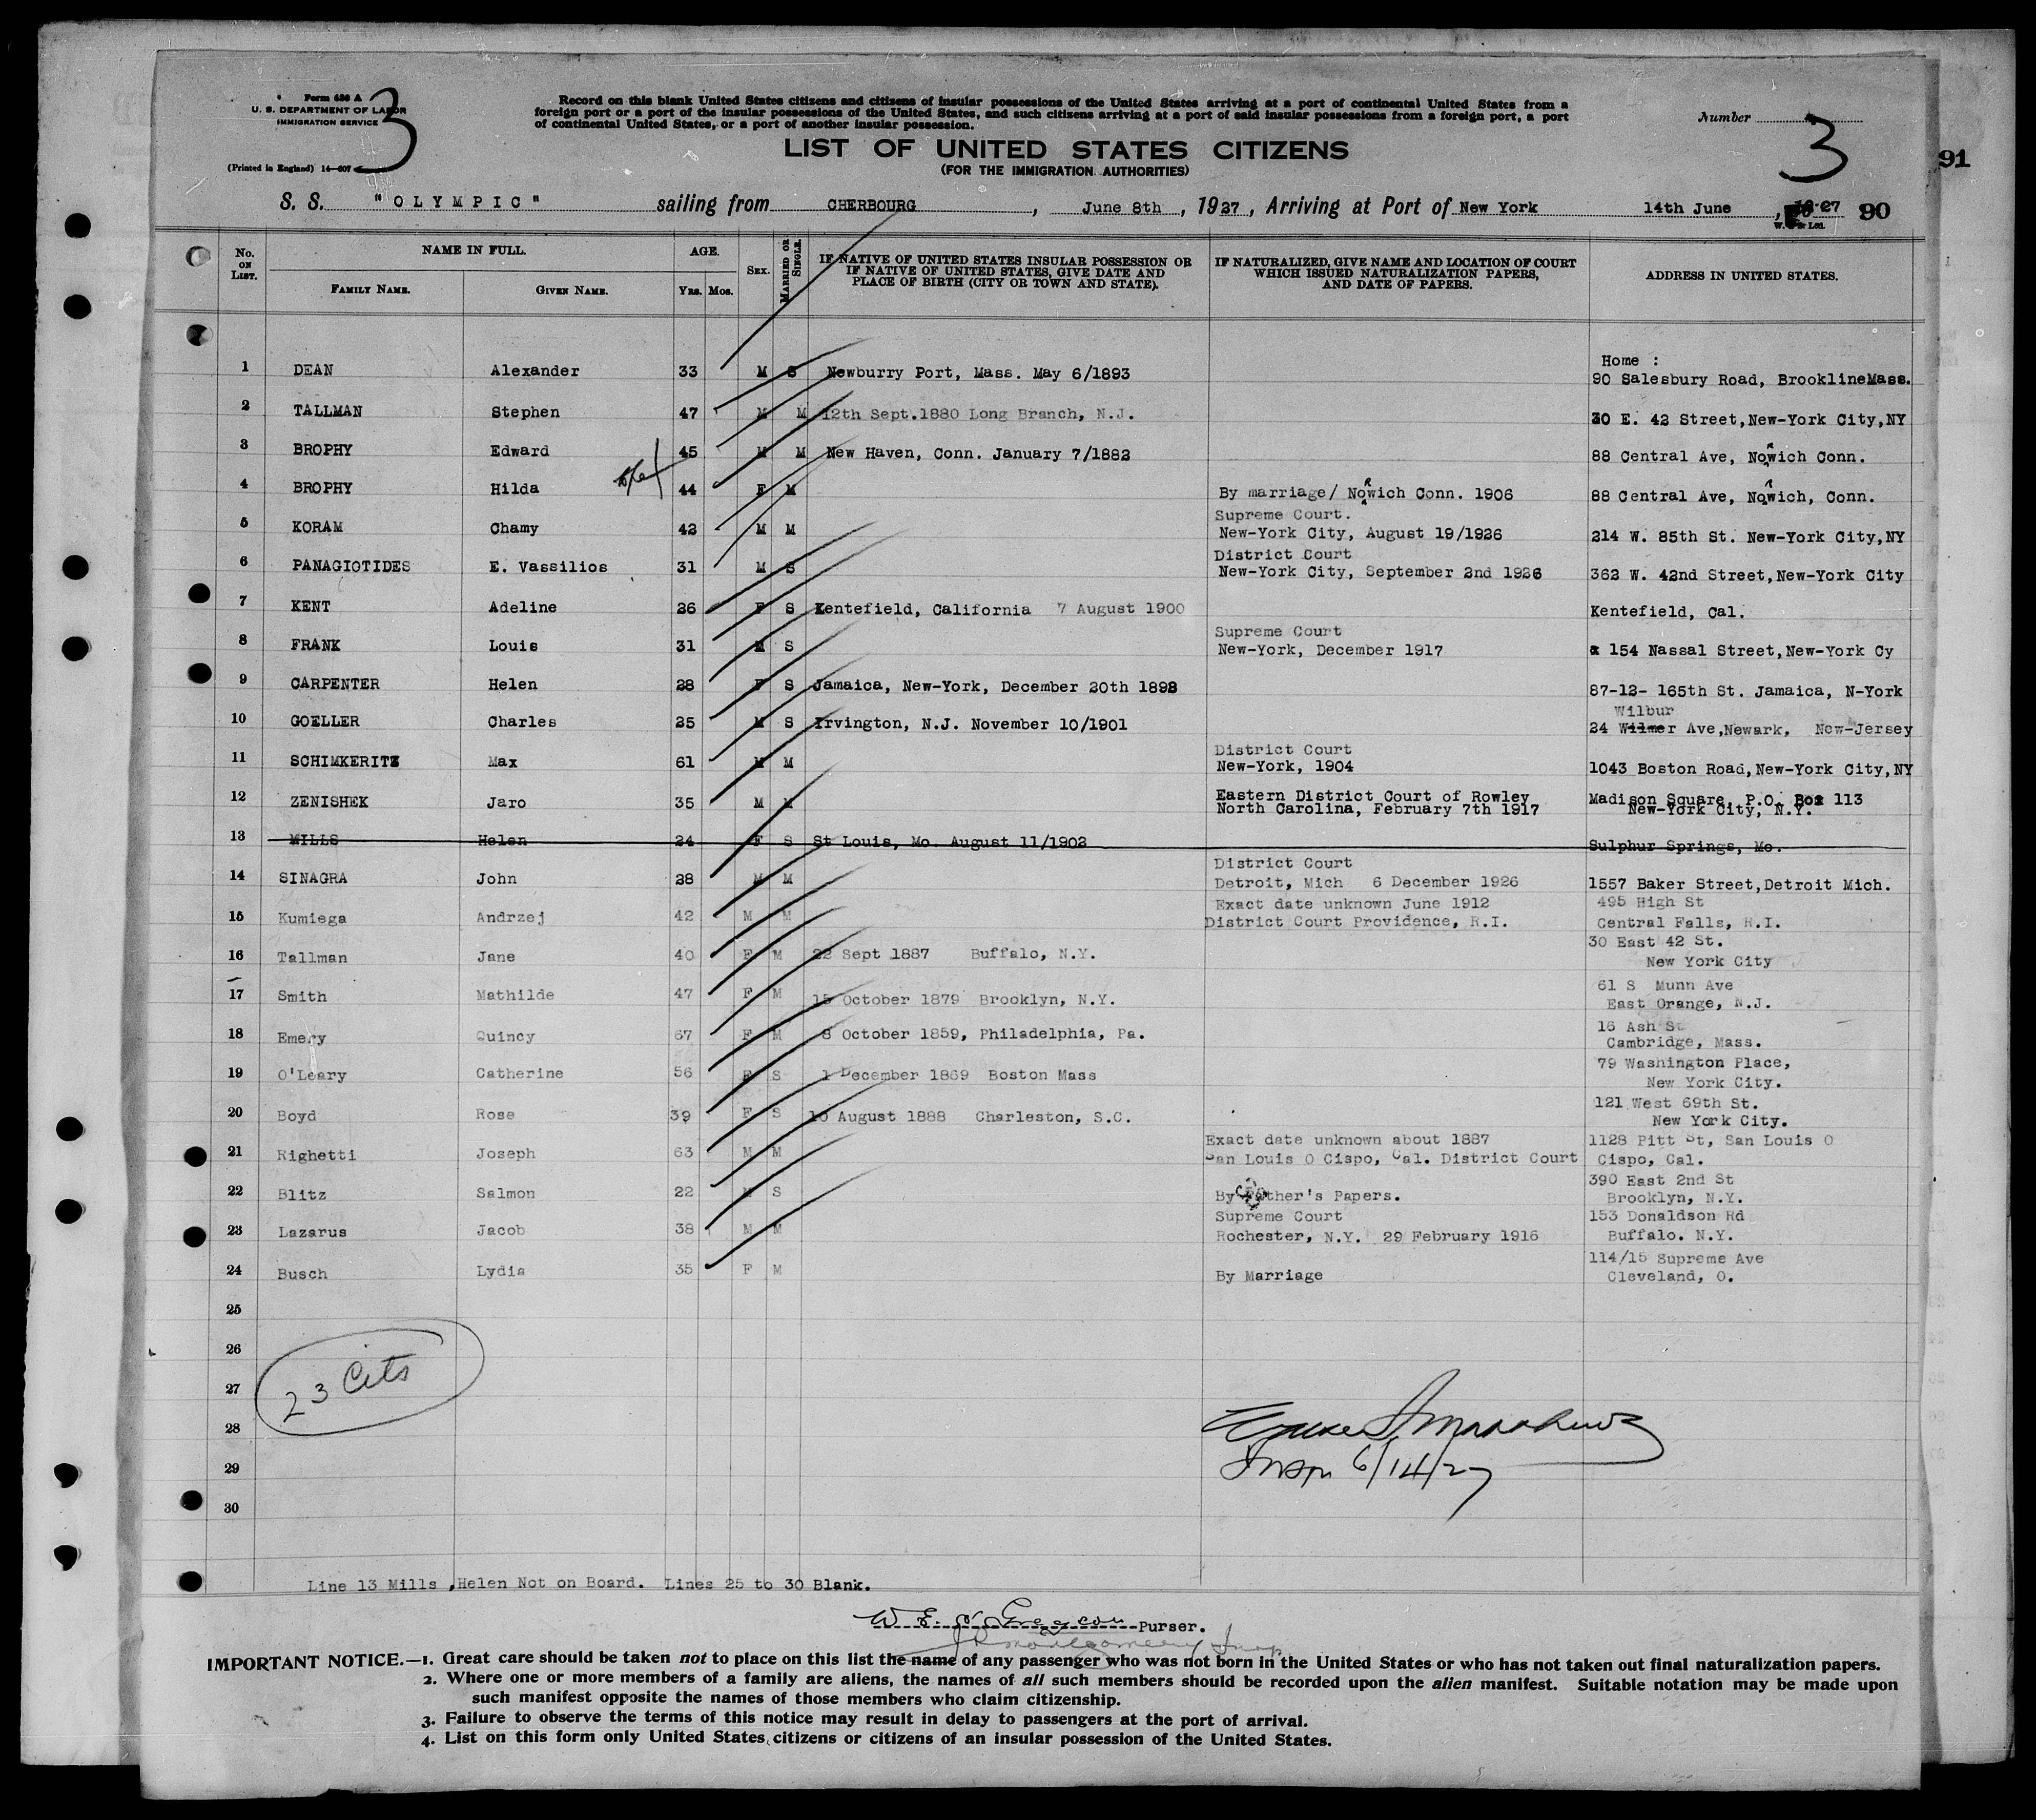 Form 630 A
U. S. DEPARTMENT OF LABOR
IMMIGRATION SERVICE
(Printed in England) 14—607
3
Record on this blank United States citizens and citizens of insular possessions of the United States arriving at a port of continental United States from a
foreign port or a port of the insular possessions of the United States, and such citizens arriving at a port of said insular possessions from a foreign port, a port
of continental United States, or a port of another insular possession.
Number
3
LIST OF UNITED STATES CITIZENS
(FOR THE IMMIGRATION AUTHORITIES)
91
S. S. "OLYMPIC" sailing from CHERBOURG, June 8th, 1927, Arriving at Port of New York 14th June, 1927 90
No. ON LIST. NAME IN FULL. AGE. SEX. MARRIED OR SINGLE. IF NATIVE OF UNITED STATES INSULAR POSSESSION OR IF NATIVE OF UNITED STATES, GIVE DATE AND PLACE OF BIRTH (CITY OR TOWN AND STATE). IF NATURALIZED, GIVE NAME AND LOCATION OF COURT WHICH ISSUED NATURALIZATION PAPERS, AND DATE OF PAPERS. ADDRESS IN UNITED STATES.
FAMILY NAME. GIVEN NAME. YRS. MOS.
Home :
1 DEAN Alexander 33 M S Newburry Port, Mass. May 6/1893 90 Salesbury Road, BrooklineMass.
2 TALLMAN Stephen 47 M M 12th Sept.1880 Long Branch, N.J. 30 E. 42 Street,New-York City,NY
3 BROPHY Edward 45 M M New Haven, Conn. January 7/1882 88 Central Ave, Norwich Conn.
4 BROPHY Hilda 44 F M By marriage/ Norwich Conn. 1906 88 Central Ave, Norwich, Conn.
Supreme Court.
5 KORAM Chamy 42 M M New-York City, August 19/1926 214 W. 85th St. New-York City,NY
District Court
6 PANAGIOTIDES E. Vassilios 31 M S New-York City, September 2nd 1926 362 W. 42nd Street,New-York City
7 KENT Adeline 26 F S Kentefield, California 7 August 1900 Kentefield, Cal.
Supreme Court
8 FRANK Louis 31 M S New-York, December 1917 154 Nassal Street,New-York Cy
9 CARPENTER Helen 28 F S Jamaica, New-York, December 20th 1898 87-12- 165th St. Jamaica, N-York
Wilbur
10 GOELLER Charles 25 M S Irvington, N.J. November 10/1901 24 Wilmer Ave,Newark, New-Jersey
District Court
11 SCHIMKERITZ Max 61 M M New-York, 1904 1043 Boston Road,New-York City,NY
12 ZENISHEK Jaro 35 M M Eastern District Court of Rowley Madison Square, P.O. Box 113
North Carolina, February 7th 1917 New-York City, N.Y.
13 MILLS Helen 24 F S St Louis, Mo. August 11/1902 Sulphur Springs, Mo.
District Court
14 SINAGRA John 28 M M Detroit, Mich 6 December 1926 1557 Baker Street,Detroit Mich.
Exact date unknown June 1912 495 High St
15 Kumiega Andrzej 42 M M District Court Providence, R.I. Central Falls, R.I.
16 Tallman Jane 40 F M 22 Sept 1887 Buffalo, N.Y. 30 East 42 St.
New York City
17 Smith Mathilde 47 F M 15 October 1879 Brooklyn, N.Y. 61 S Munn Ave
East Orange, N.J.
18 Emery Quincy 67 F M 8 October 1859, Philadelphia, Pa. 16 Ash St
Cambridge, Mass.
19 O'Leary Catherine 56 F S 1 December 1869 Boston Mass 79 Washington Place,
New York City.
20 Boyd Rose 39 F S 16 August 1888 Charleston, S.C. 121 West 69th St.
New York City.
Exact date unknown about 1887 1128 Pitt St, San Louis O
21 Righetti Joseph 63 M M San Louis O Cispo, Cal. District Court Cispo, Cal.
390 East 2nd St
22 Blitz Salmon 22 M S By Father's Papers. Brooklyn, N.Y.
Supreme Court 153 Donaldson Rd
23 Lazarus Jacob 38 M M Rochester, N.Y. 29 February 1916 Buffalo. N.Y.
114/15 Supreme Ave
24 Busch Lydia 35 F M By Marriage Cleveland, O.
25
26
27
28
29
30
23 Cits
Insp 6/14/27
Line 13 Mills ,Helen Not on Board. Lines 25 to 30 Blank.
Purser.
IMPORTANT NOTICE.—1. Great care should be taken not to place on this list the name of any passenger who was not born in the United States or who has not taken out final naturalization papers.
2. Where one or more members of a family are aliens, the names of all such members should be recorded upon the alien manifest. Suitable notation may be made upon
such manifest opposite the names of those members who claim citizenship.
3. Failure to observe the terms of this notice may result in delay to passengers at the port of arrival.
4. List on this form only United States citizens or citizens of an insular possession of the United States.